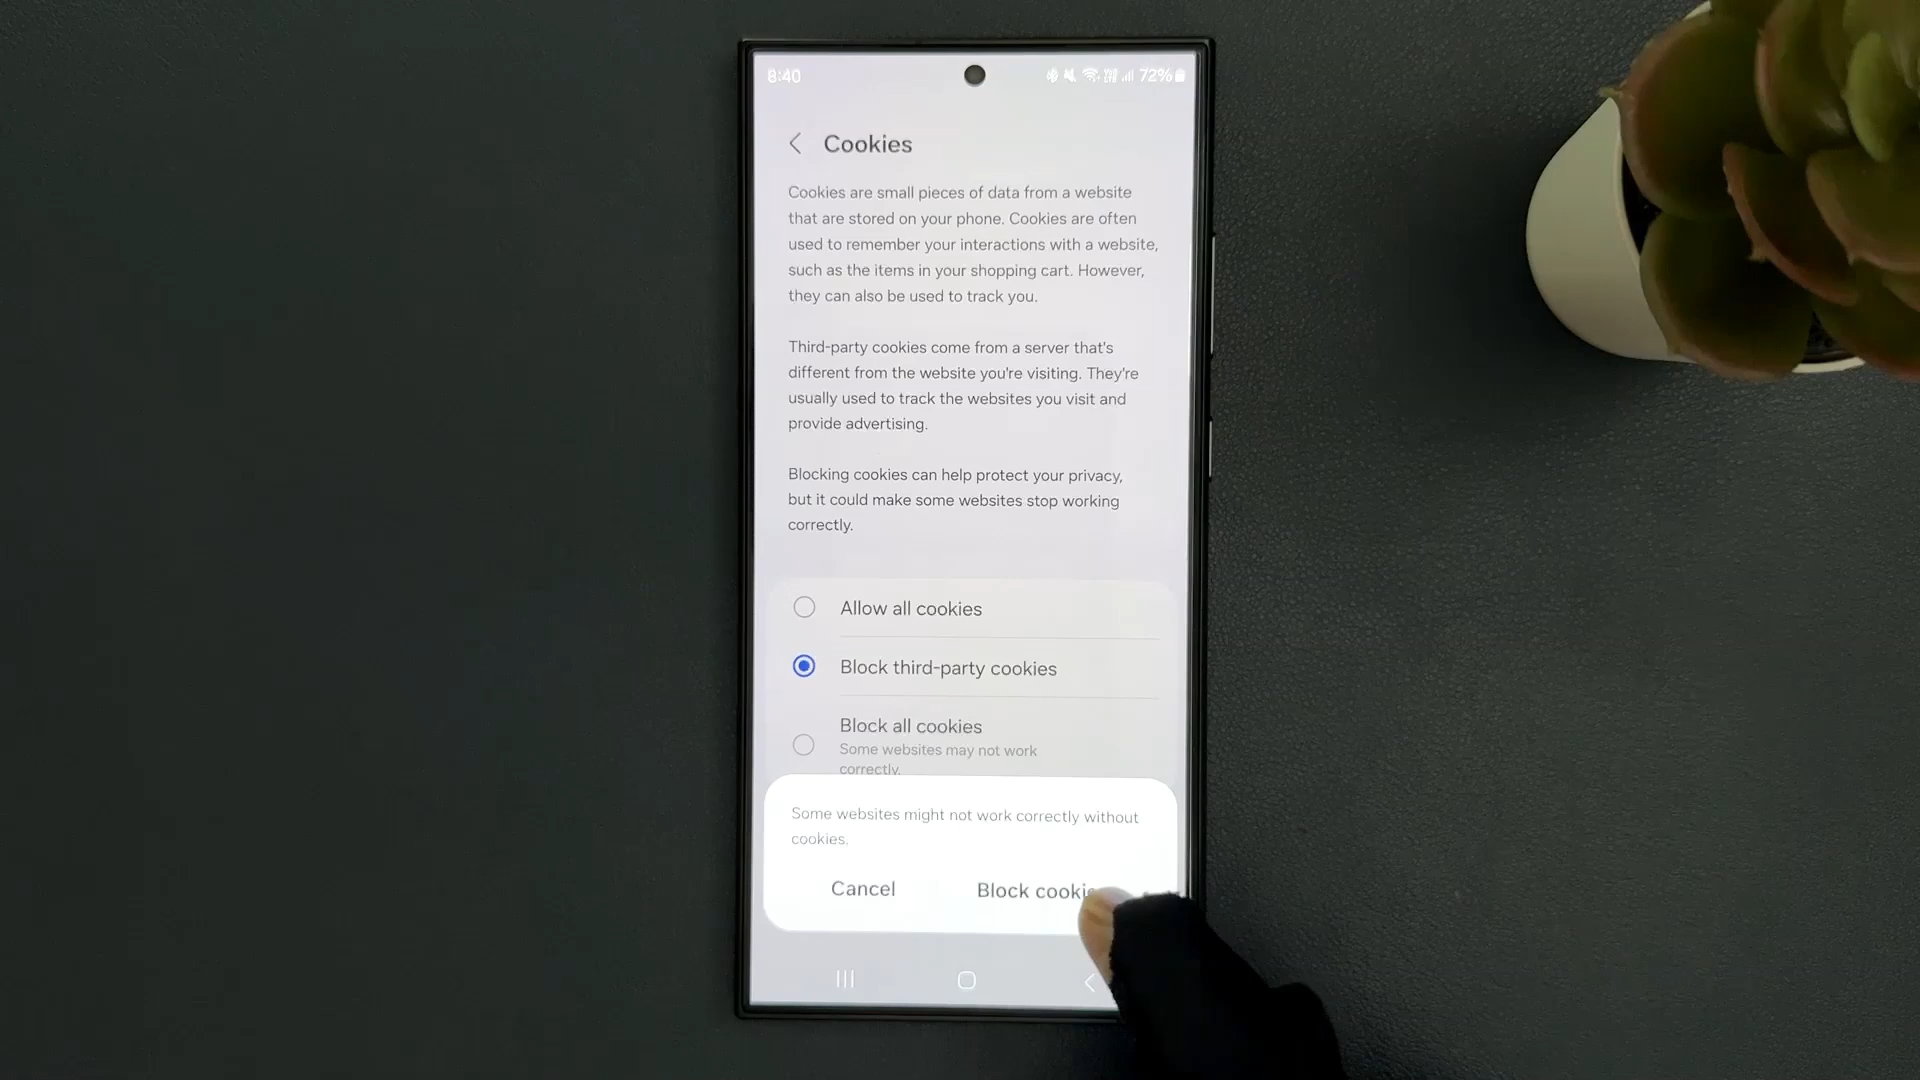 8:40
72%
Cookies
Cookies are small pieces of data from a website
that are stored on your phone. Cookies are often
used to remember your interactions with a website,
such as the items in your shopping cart. However,
they can also be used to track you.
Third-party cookies come from a server that's
different from the website you're visiting. They're
usually used to track the websites you visit and
provide advertising.
Blocking cookies can help protect your privacy,
but it could make some websites stop working
correctly.
Allow all cookies
Block third-party cookies
Block all cookies
Some websites may not work
correctly.
Some websites might not work correctly without
cookies.
Cancel
Block cooki